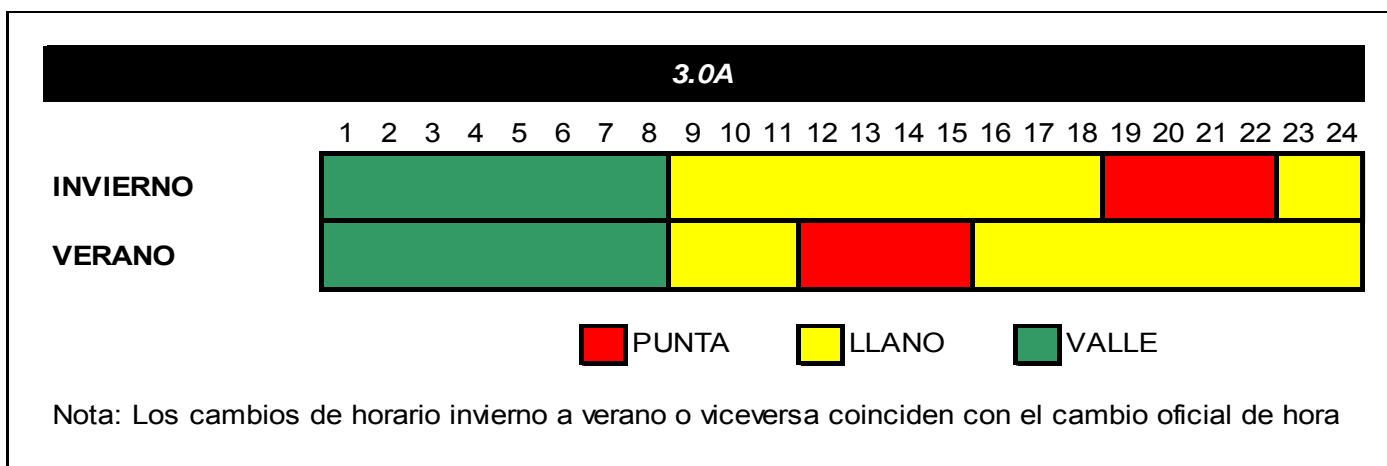 3.0A
1 2 3 4 5 6 7 8 9 10 11 12 13 14 15 16 17 18 19 20 21 22 23 24
INVIERNO
VERANO
PUNTA LLANO VALLE
Nota: Los cambios de horario invierno a verano o viceversa coinciden con el cambio oficial de hora